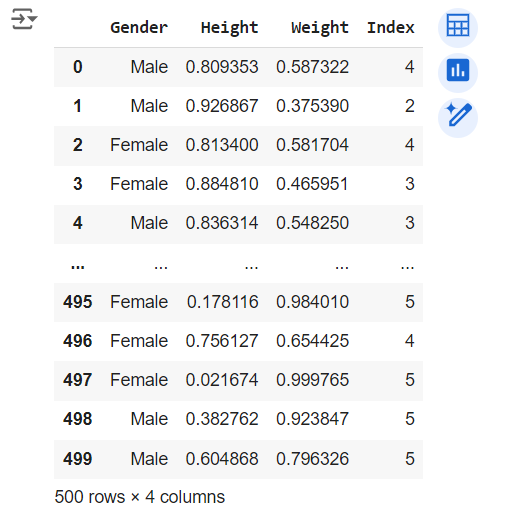 Gender Height Weight Index
0 Male 0.809353 0.587322 4
1 Male 0.926867 0.375390 2
2 Female 0.813400 0.581704 4
3 Female 0.884810 0.465951 3
4 Male 0.836314 0.548250 3
... ... ... ... ...
495 Female 0.178116 0.984010 5
496 Female 0.756127 0.654425 4
497 Female 0.021674 0.999765 5
498 Male 0.382762 0.923847 5
499 Male 0.604868 0.796326 5
500 rows × 4 columns